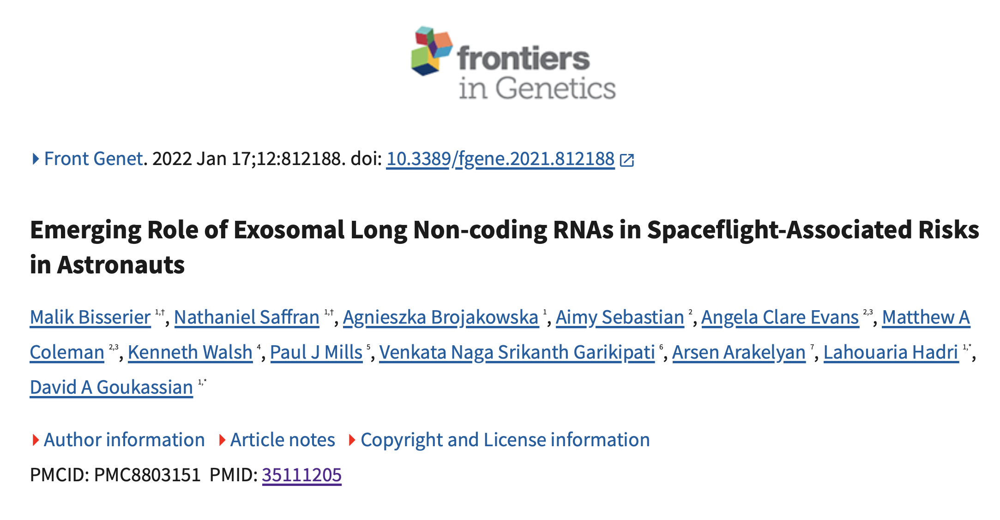 frontiers
in Genetics
Front Genet. 2022 Jan 17;12:812188. doi: 10.3389/fgene.2021.812188
Emerging Role of Exosomal Long Non-coding RNAs in Spaceflight-Associated Risks
in Astronauts
Malik Bisserier 1,†, Nathaniel Saffran 1,†, Agnieszka Brojakowska 1, Aimy Sebastian 2, Angela Clare Evans 2,3, Matthew A
Coleman 2,3, Kenneth Walsh 4, Paul J Mills 5, Venkata Naga Srikanth Garikipati 6, Arsen Arakelyan 7, Lahouaria Hadri 1,*,
David A Goukassian 1,*
Author information Article notes Copyright and License information
PMCID: PMC8803151 PMID: 35111205